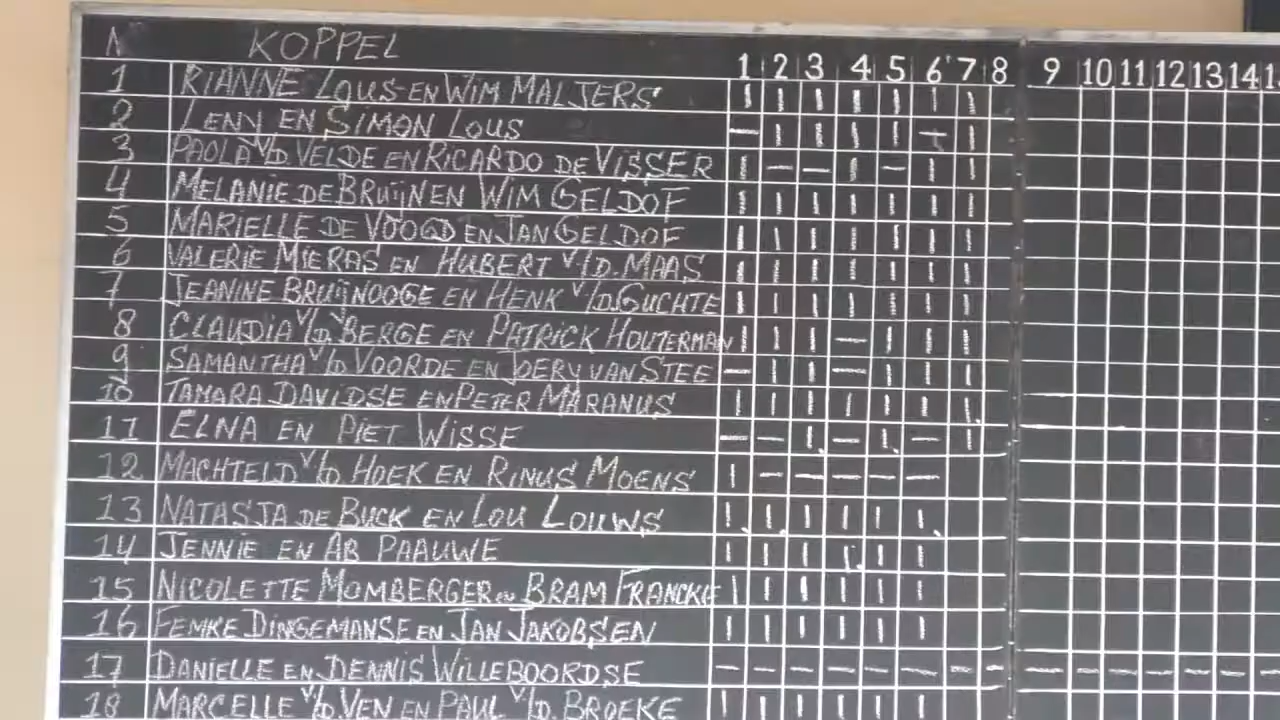 N KOPPEL 1 2 3 4 5 6 7 8 9 10 11 12 13 14
1 RIANNE LOUS EN WIM MALJERS I I I I I I I
2 LENY EN SIMON LOUS — I I I I — I
3 PAOLA V/D. VELDE EN RICARDO DE VISSER I — — I — I I
4 MELANIE DE BRUIJN EN WIM GELDOF I I I I I I I
5 MARIELLE DE VOOGD EN JAN GELDOF I I I I I I I
6 VALERIE MIERAS EN HUBERT V/D. MAAS I I I I I I I
7 JEANINE BRUIJNOOGE EN HENK V/D. GUCHTE I I I I I I I
8 CLAUDIA V/D. BERGE EN PATRICK HOUTERMAN I I I — I I I
9 SAMANTHA V/D VOORDE EN JOERY VAN STEE — I I — I I I
10 TAMARA DAVIDSE EN PETER MARANUS I I I I I I I
11 ELNA EN PIET WISSE — — I — I — I
12 MACHTELD V/D. HOEK EN RINUS MOENS I — — — — —
13 NATASJA DE BUCK EN LOU LOUWS I I I I I I
14 JENNIE EN AB PAAUWE I I I I I I
15 NICOLETTE MOMBERGER EN BRAM FRANCKE I I I I I I
16 FEMKE DINGEMANSE EN JAN JAKOBSEN I I I I I I
17 DANIELLE EN DENNIS WILLEBOORDSE — — — — — — — — — — — — — — —
18 MARCELLE V/D. VEN EN PAUL V/D. BROEKE I I I I I I